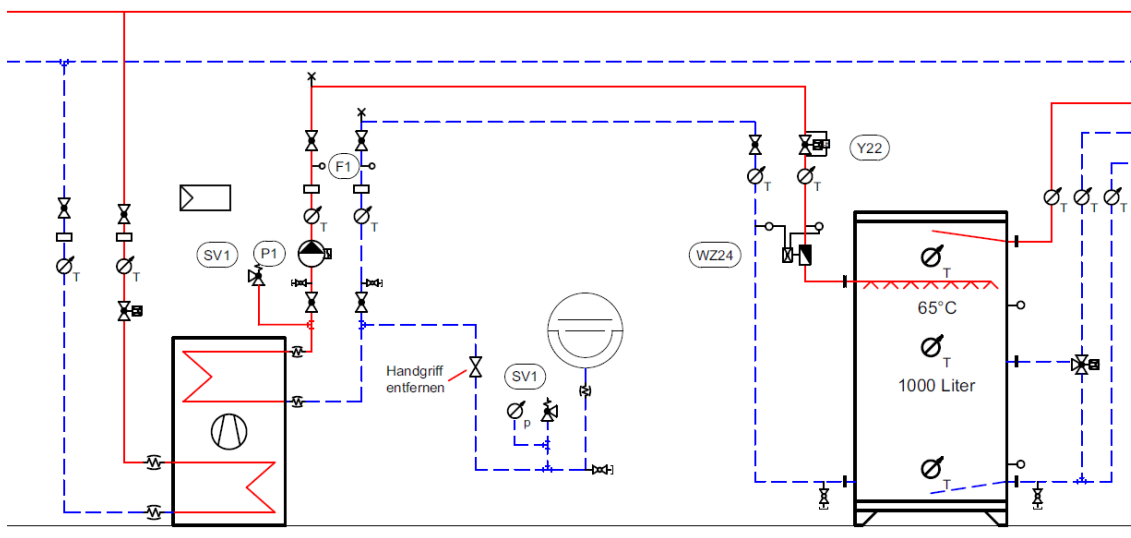 F1
Y22
T
T
T
T
T
T
T
SV1
P1
T
T
T
WZ24
T
65°C
Handgriff
entfernen
SV1
T
1000 Liter
p
T